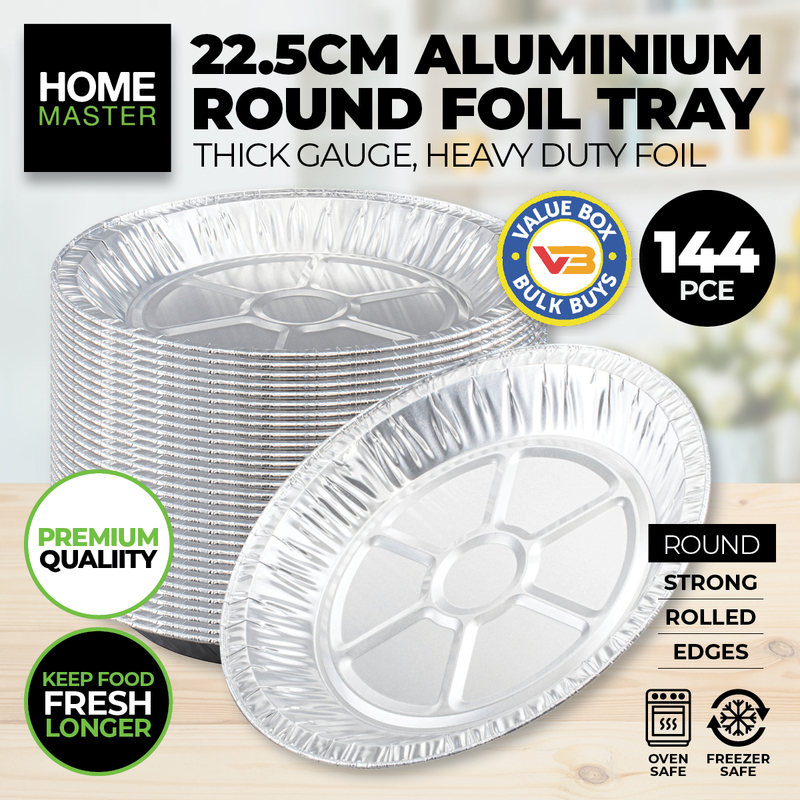 HOME
MASTER
22.5CM ALUMINIUM
ROUND FOIL TRAY
THICK GAUGE, HEAVY DUTY FOIL
VALUE BOX
VB
BULK BUYS
144
PCE
PREMIUM
QUALIITY
KEEP FOOD
FRESH
LONGER
ROUND
STRONG
ROLLED
EDGES
OVEN
SAFE
FREEZER
SAFE